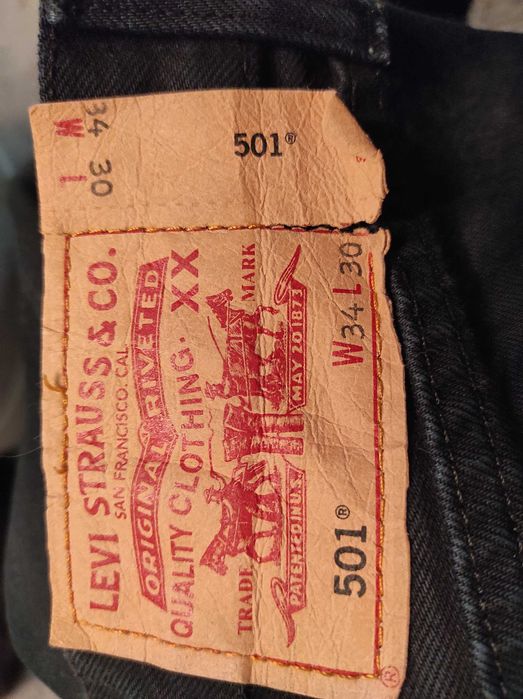 LEVI STRAUSS & CO.
SAN FRANCISCO. CAL.
ORIGINAL RIVETED
QUALITY CLOTHING. XX
TRADE MARK
PATENTED IN U.S. MAY 20 1873
®
501® W34 L30
501®
W L
34 30